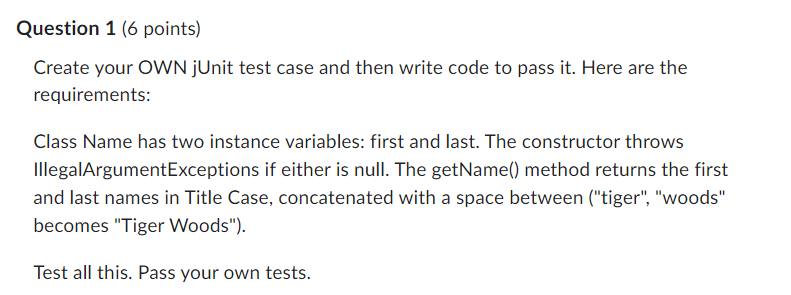 Question 1 (6 points)
Create your OWN jUnit test case and then write code to pass it. Here are the
requirements:
Class Name has two instance variables: first and last. The constructor throws
IllegalArgumentExceptions if either is null. The getName() method returns the first
and last names in Title Case, concatenated with a space between ("tiger", "woods"
becomes "Tiger Woods").
Test all this. Pass your own tests.